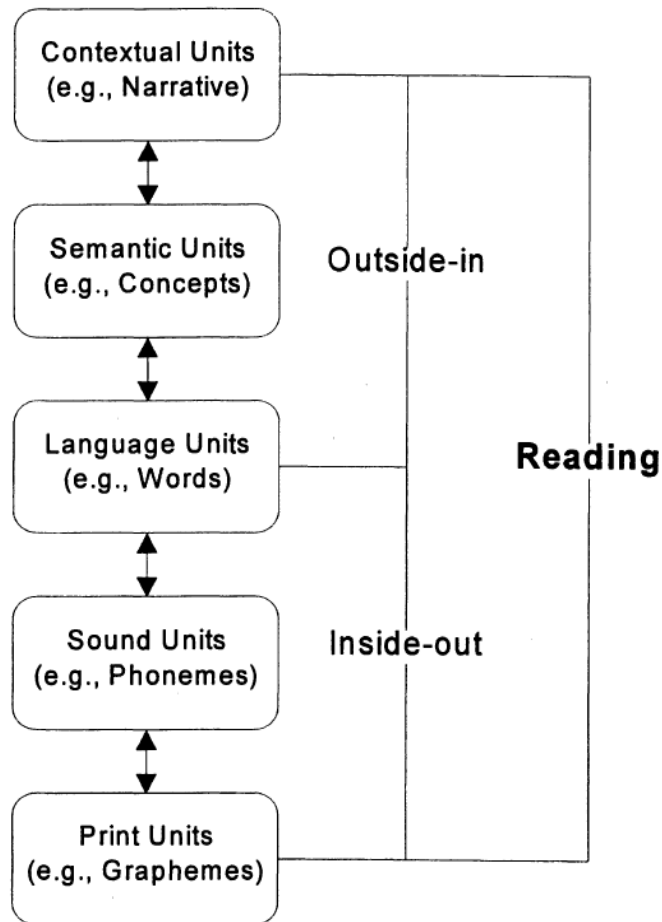 Contextual Units
(e.g., Narrative)
Semantic Units
(e.g., Concepts)
Outside-in
Language Units
(e.g., Words)
Reading
Sound Units
(e.g., Phonemes)
Inside-out
Print Units
(e.g., Graphemes)